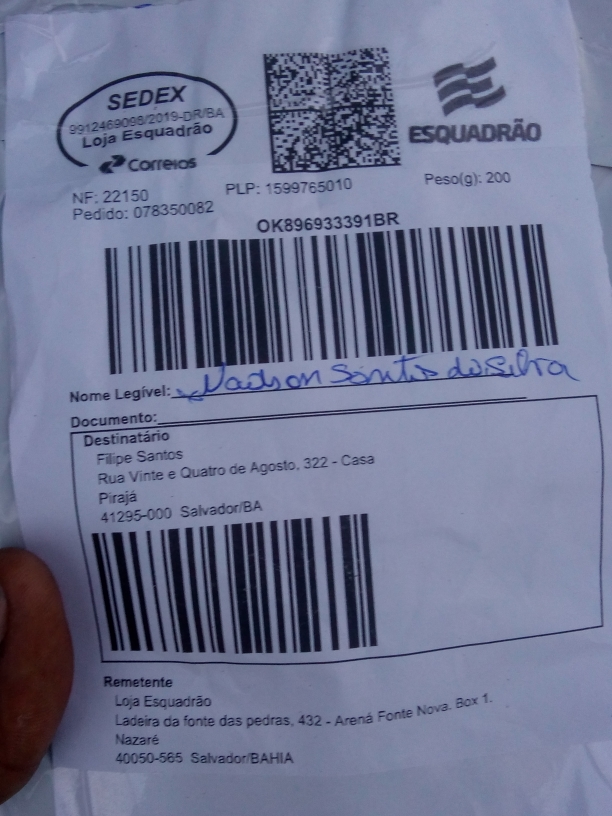 SEDEX
9912469098/2019-DR/BA
Loja Esquadrão
Correios
ESQUADRÃO
NF: 22150
PLP: 1599765010
Peso(g): 200
Pedido: 078350082
OK896933391BR
Nome Legível: Nadson Santos da Silva
Documento:
Destinatário
Filipe Santos
Rua Vinte e Quatro de Agosto, 322 - Casa
Pirajá
41295-000 Salvador/BA
Remetente
Loja Esquadrão
Ladeira da fonte das pedras, 432 - Arená Fonte Nova. Box 1.
Nazaré
40050-565 Salvador/BAHIA